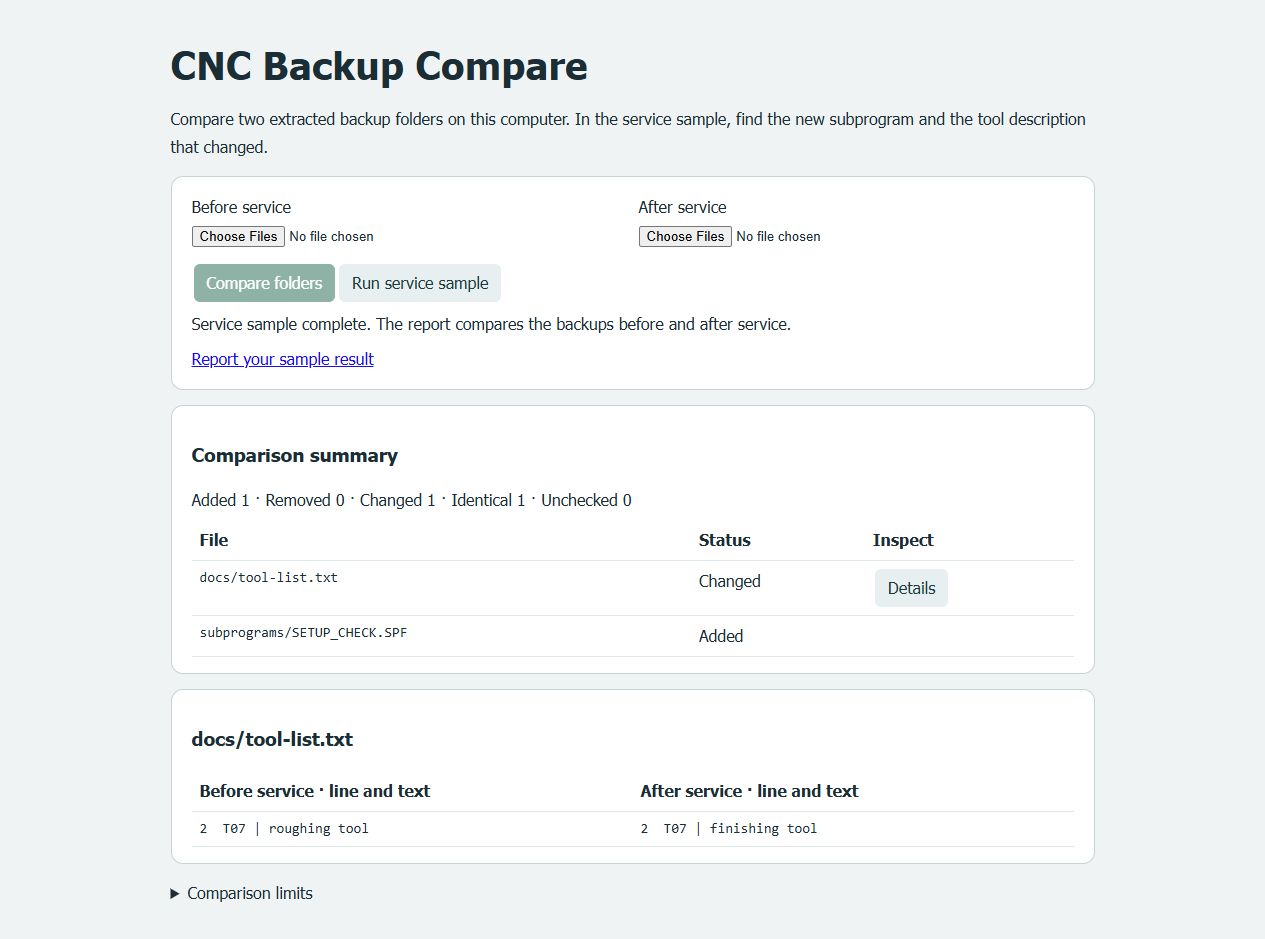 CNC Backup Compare
Compare two extracted backup folders on this computer. In the service sample, find the new subprogram and the tool description
that changed.
Before service
After service
Choose Files No file chosen
Choose Files No file chosen
Compare folders
Run service sample
Service sample complete. The report compares the backups before and after service.
Report your sample result
Comparison summary
Added 1 · Removed 0 · Changed 1 · Identical 1 · Unchecked 0
File Status Inspect
docs/tool-list.txt Changed Details
subprograms/SETUP_CHECK.SPF Added
docs/tool-list.txt
Before service · line and text After service · line and text
2 T07 | roughing tool 2 T07 | finishing tool
Comparison limits